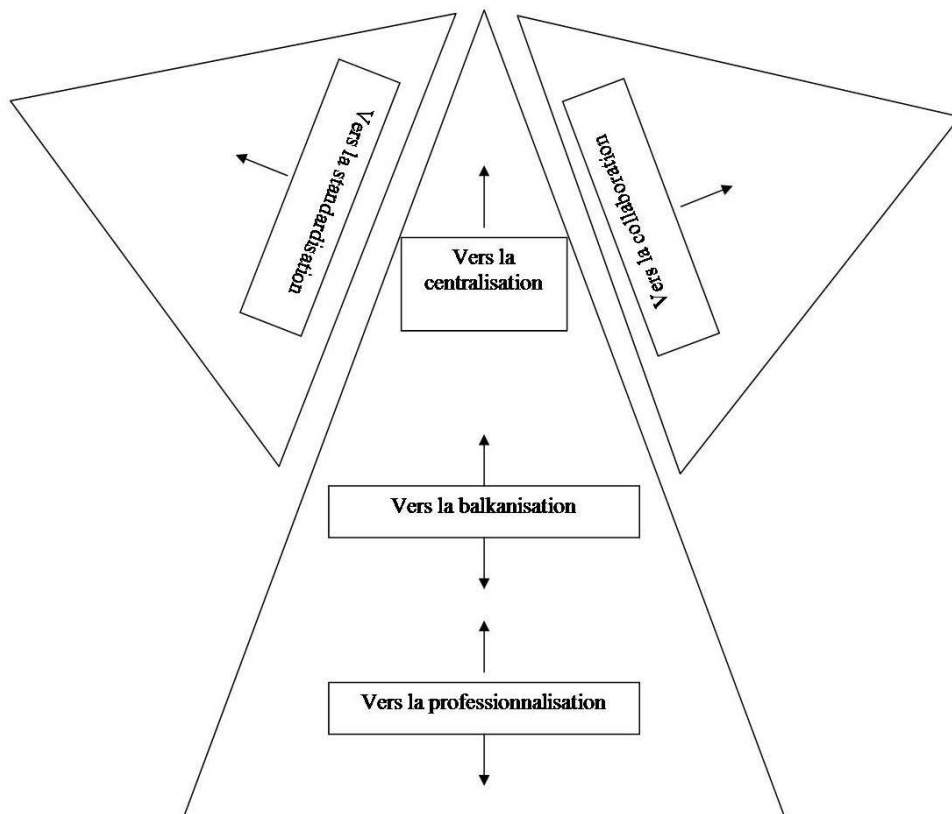 Vers la standardisation
Vers la collaboration
Vers la
centralisation
Vers la balkanisation
Vers la professionnalisation